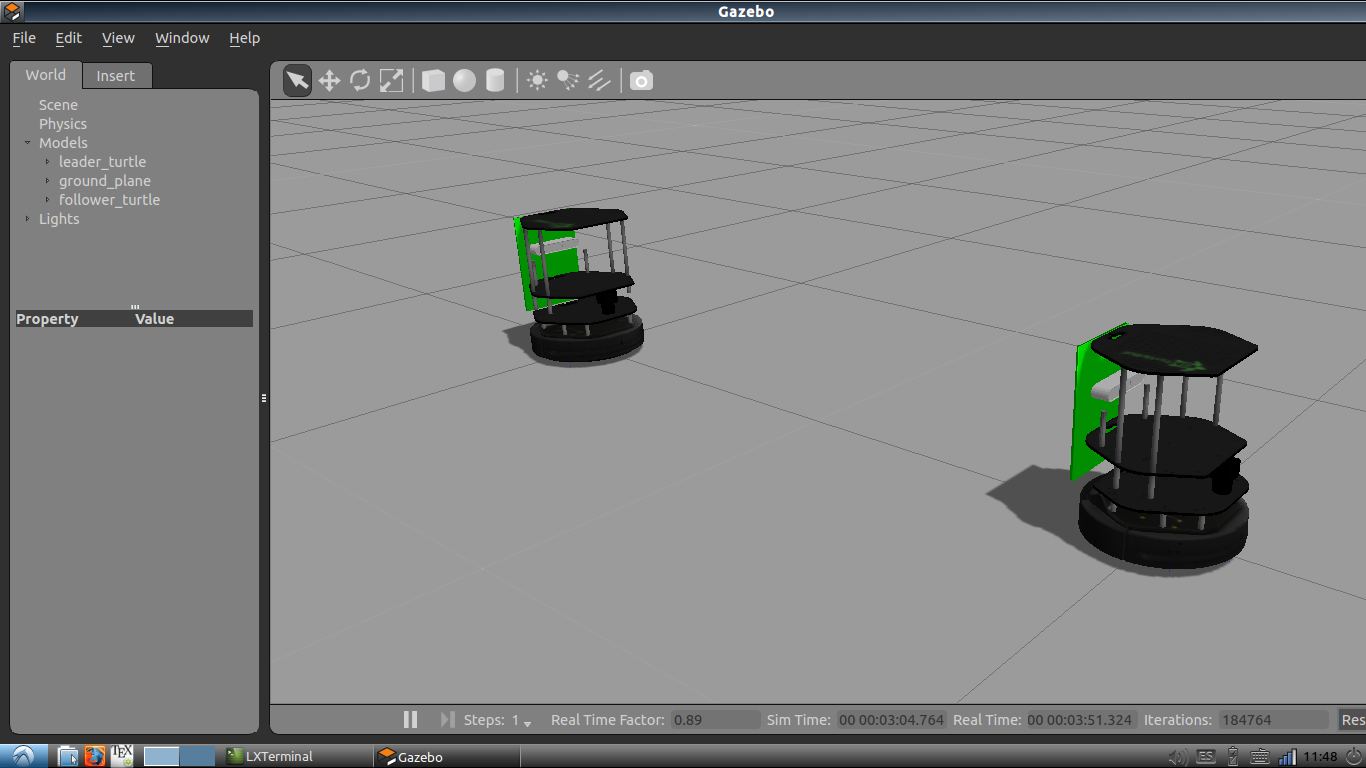 Gazebo
File Edit View Window Help
World Insert
Scene
Physics
Models
leader_turtle
ground_plane
follower_turtle
Lights
Property Value
Steps: 1 Real Time Factor: 0.89 Sim Time: 00 00:03:04.764 Real Time: 00 00:03:51.324 Iterations: 184764 Res
TEX LXTerminal Gazebo ES 11:48